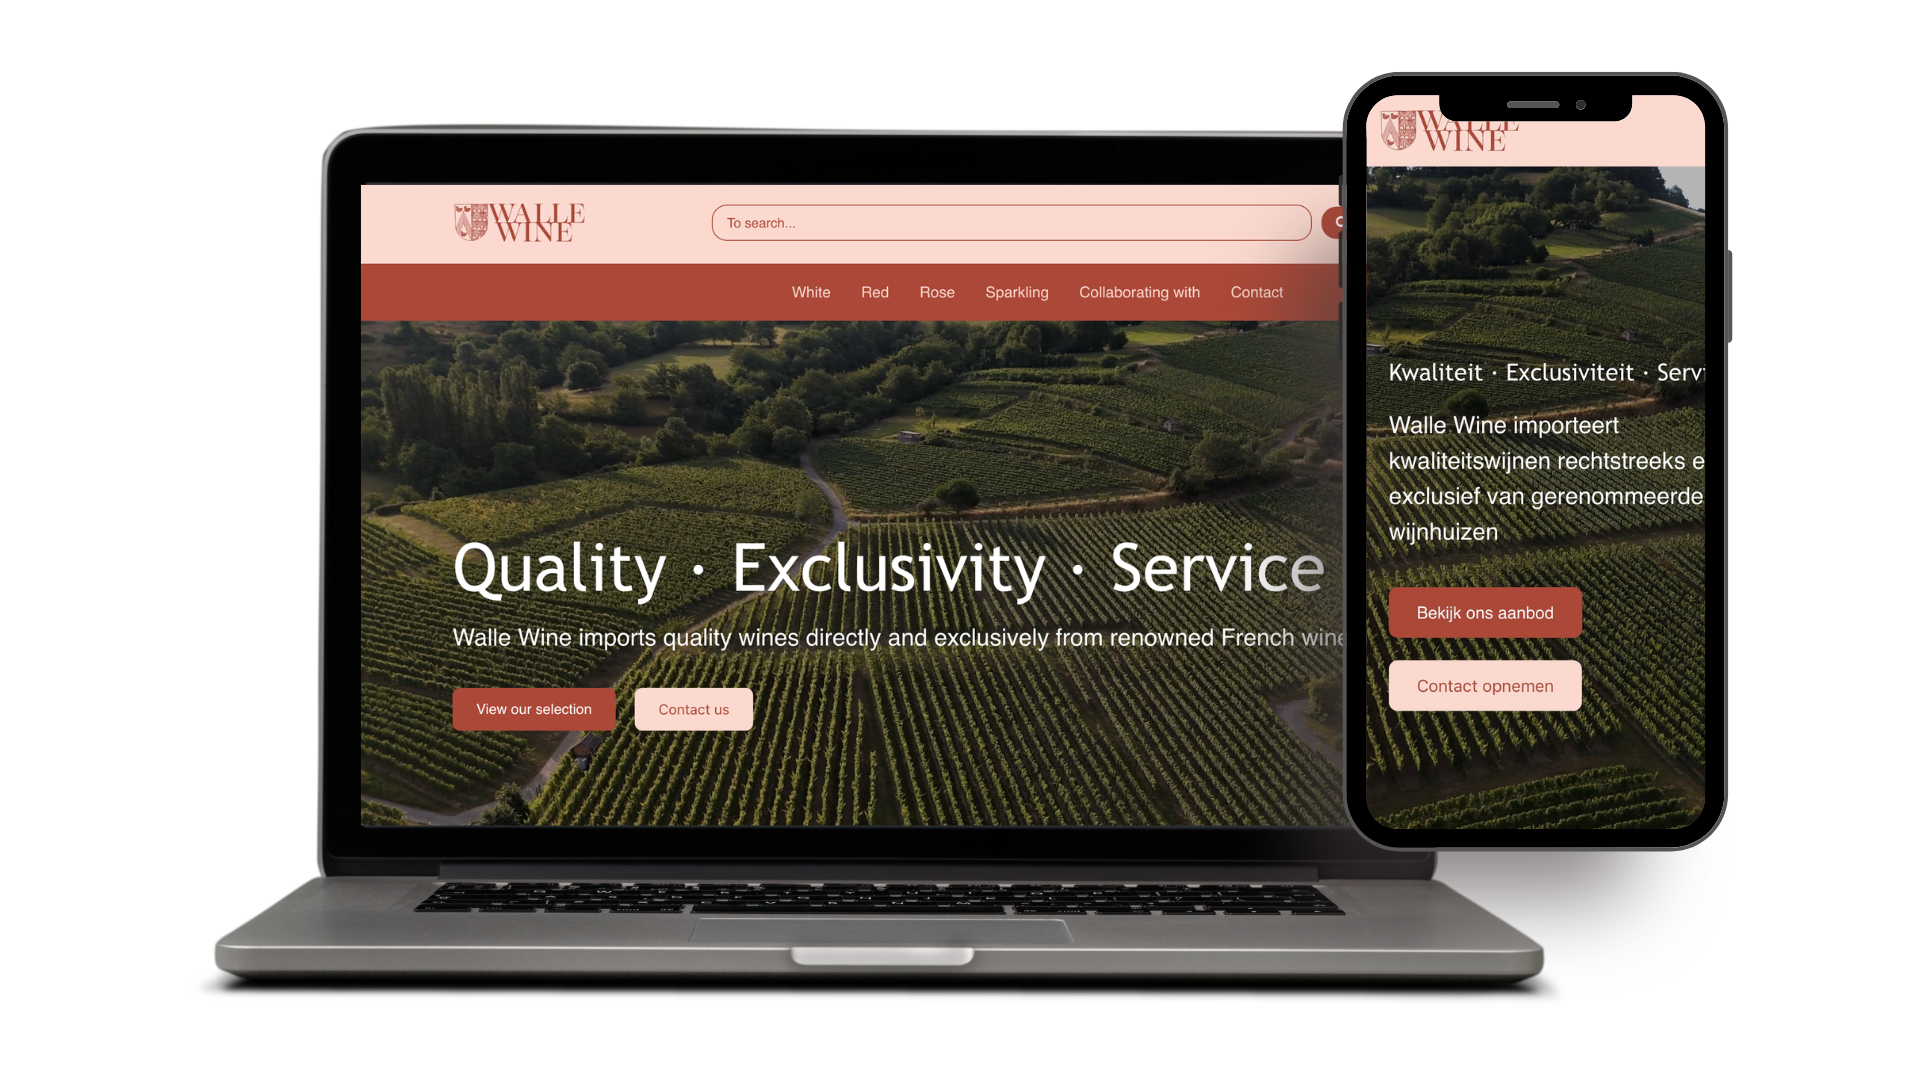 WALLE
WINE
To search...
White Red Rose Sparkling Collaborating with Contact
Quality · Exclusivity · Service
Walle Wine imports quality wines directly and exclusively from renowned French wine
View our selection Contact us
WALLE
WINE
Kwaliteit · Exclusiviteit · Servi
Walle Wine importeert
kwaliteitswijnen rechtstreeks e
exclusief van gerenommeerde
wijnhuizen
Bekijk ons aanbod
Contact opnemen